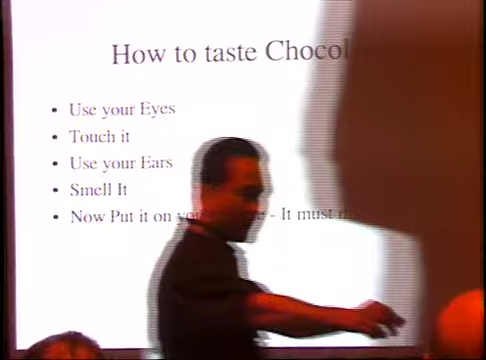 How to taste
• Use your Eyes
• Touch it
• Use your Ears
• Smell It
• Now Put it on - It must